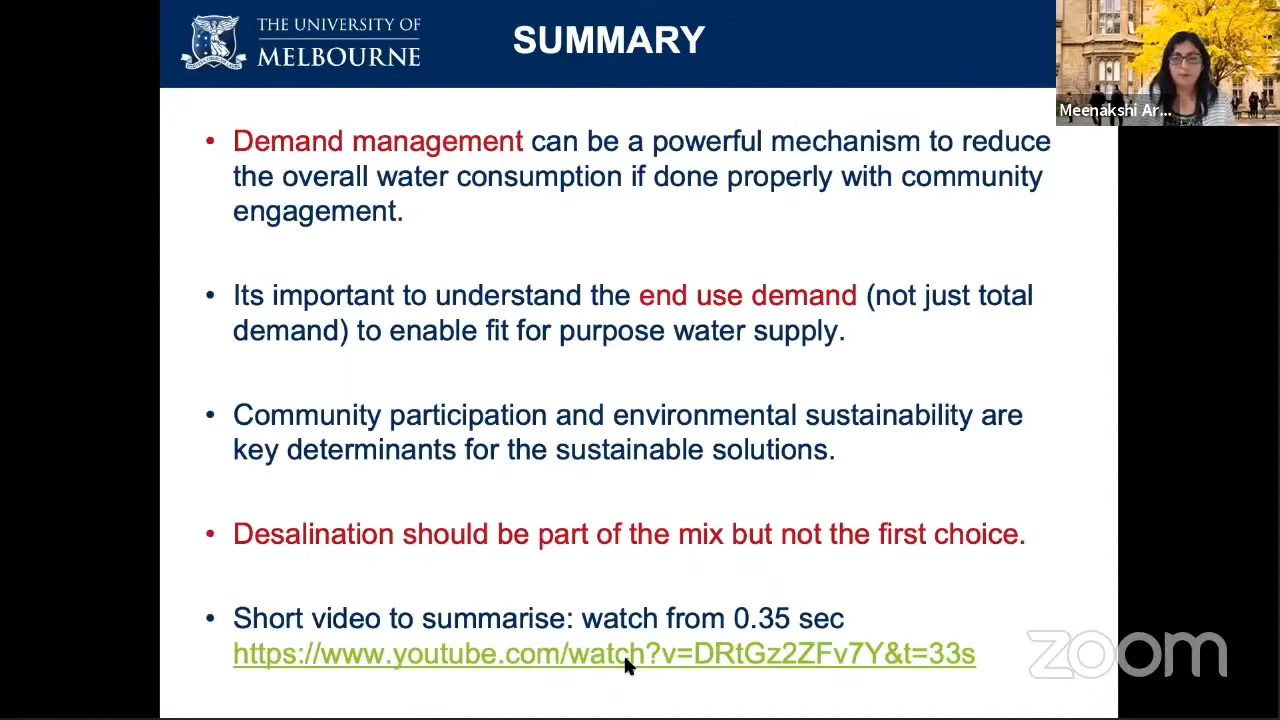 THE UNIVERSITY OF
MELBOURNE
SUMMARY
Meenakshi Ar...
• Demand management can be a powerful mechanism to reduce
the overall water consumption if done properly with community
engagement.
• Its important to understand the end use demand (not just total
demand) to enable fit for purpose water supply.
• Community participation and environmental sustainability are
key determinants for the sustainable solutions.
• Desalination should be part of the mix but not the first choice.
• Short video to summarise: watch from 0.35 sec
https://www.youtube.com/watch?v=DRtGz2ZFv7Y&t=33s
zoom